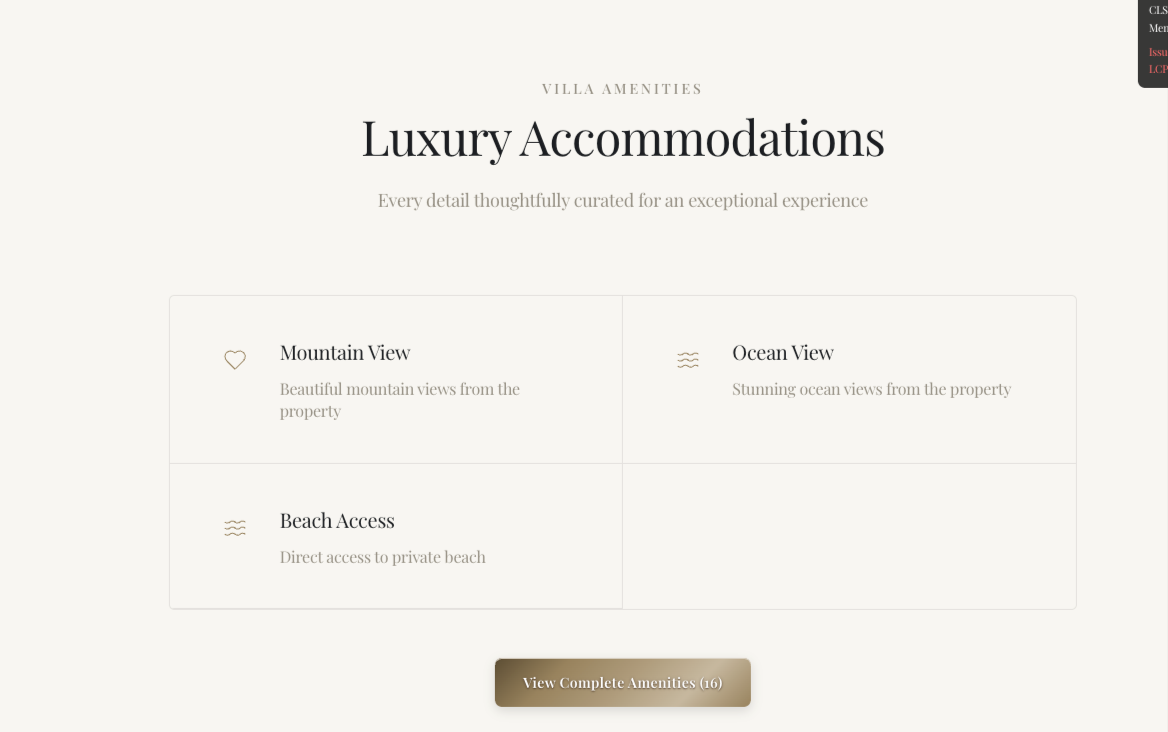 CLS
VILLA AMENITIES
Luxury Accommodations
Every detail thoughtfully curated for an exceptional experience
Mountain View
Beautiful mountain views from the
property
Ocean View
Stunning ocean views from the property
Beach Access
Direct access to private beach
View Complete Amenities (16)
LCP